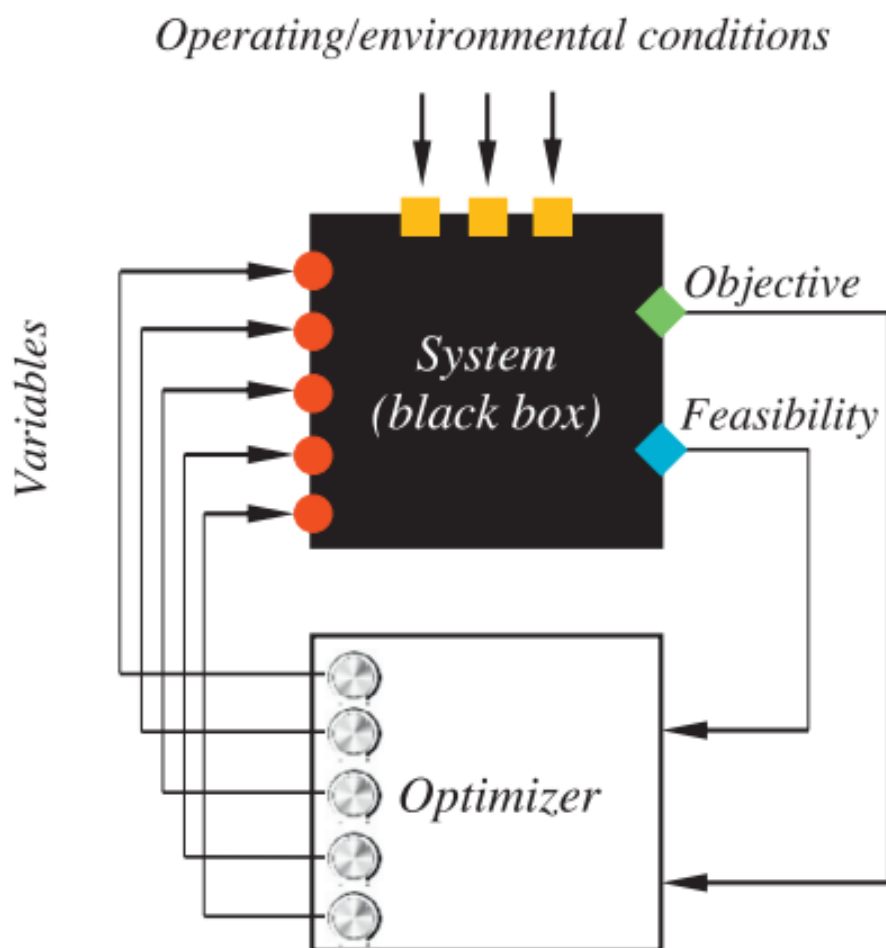 Operating/environmental conditions
Variables
Objective
System
(black box)
Feasibility
Optimizer